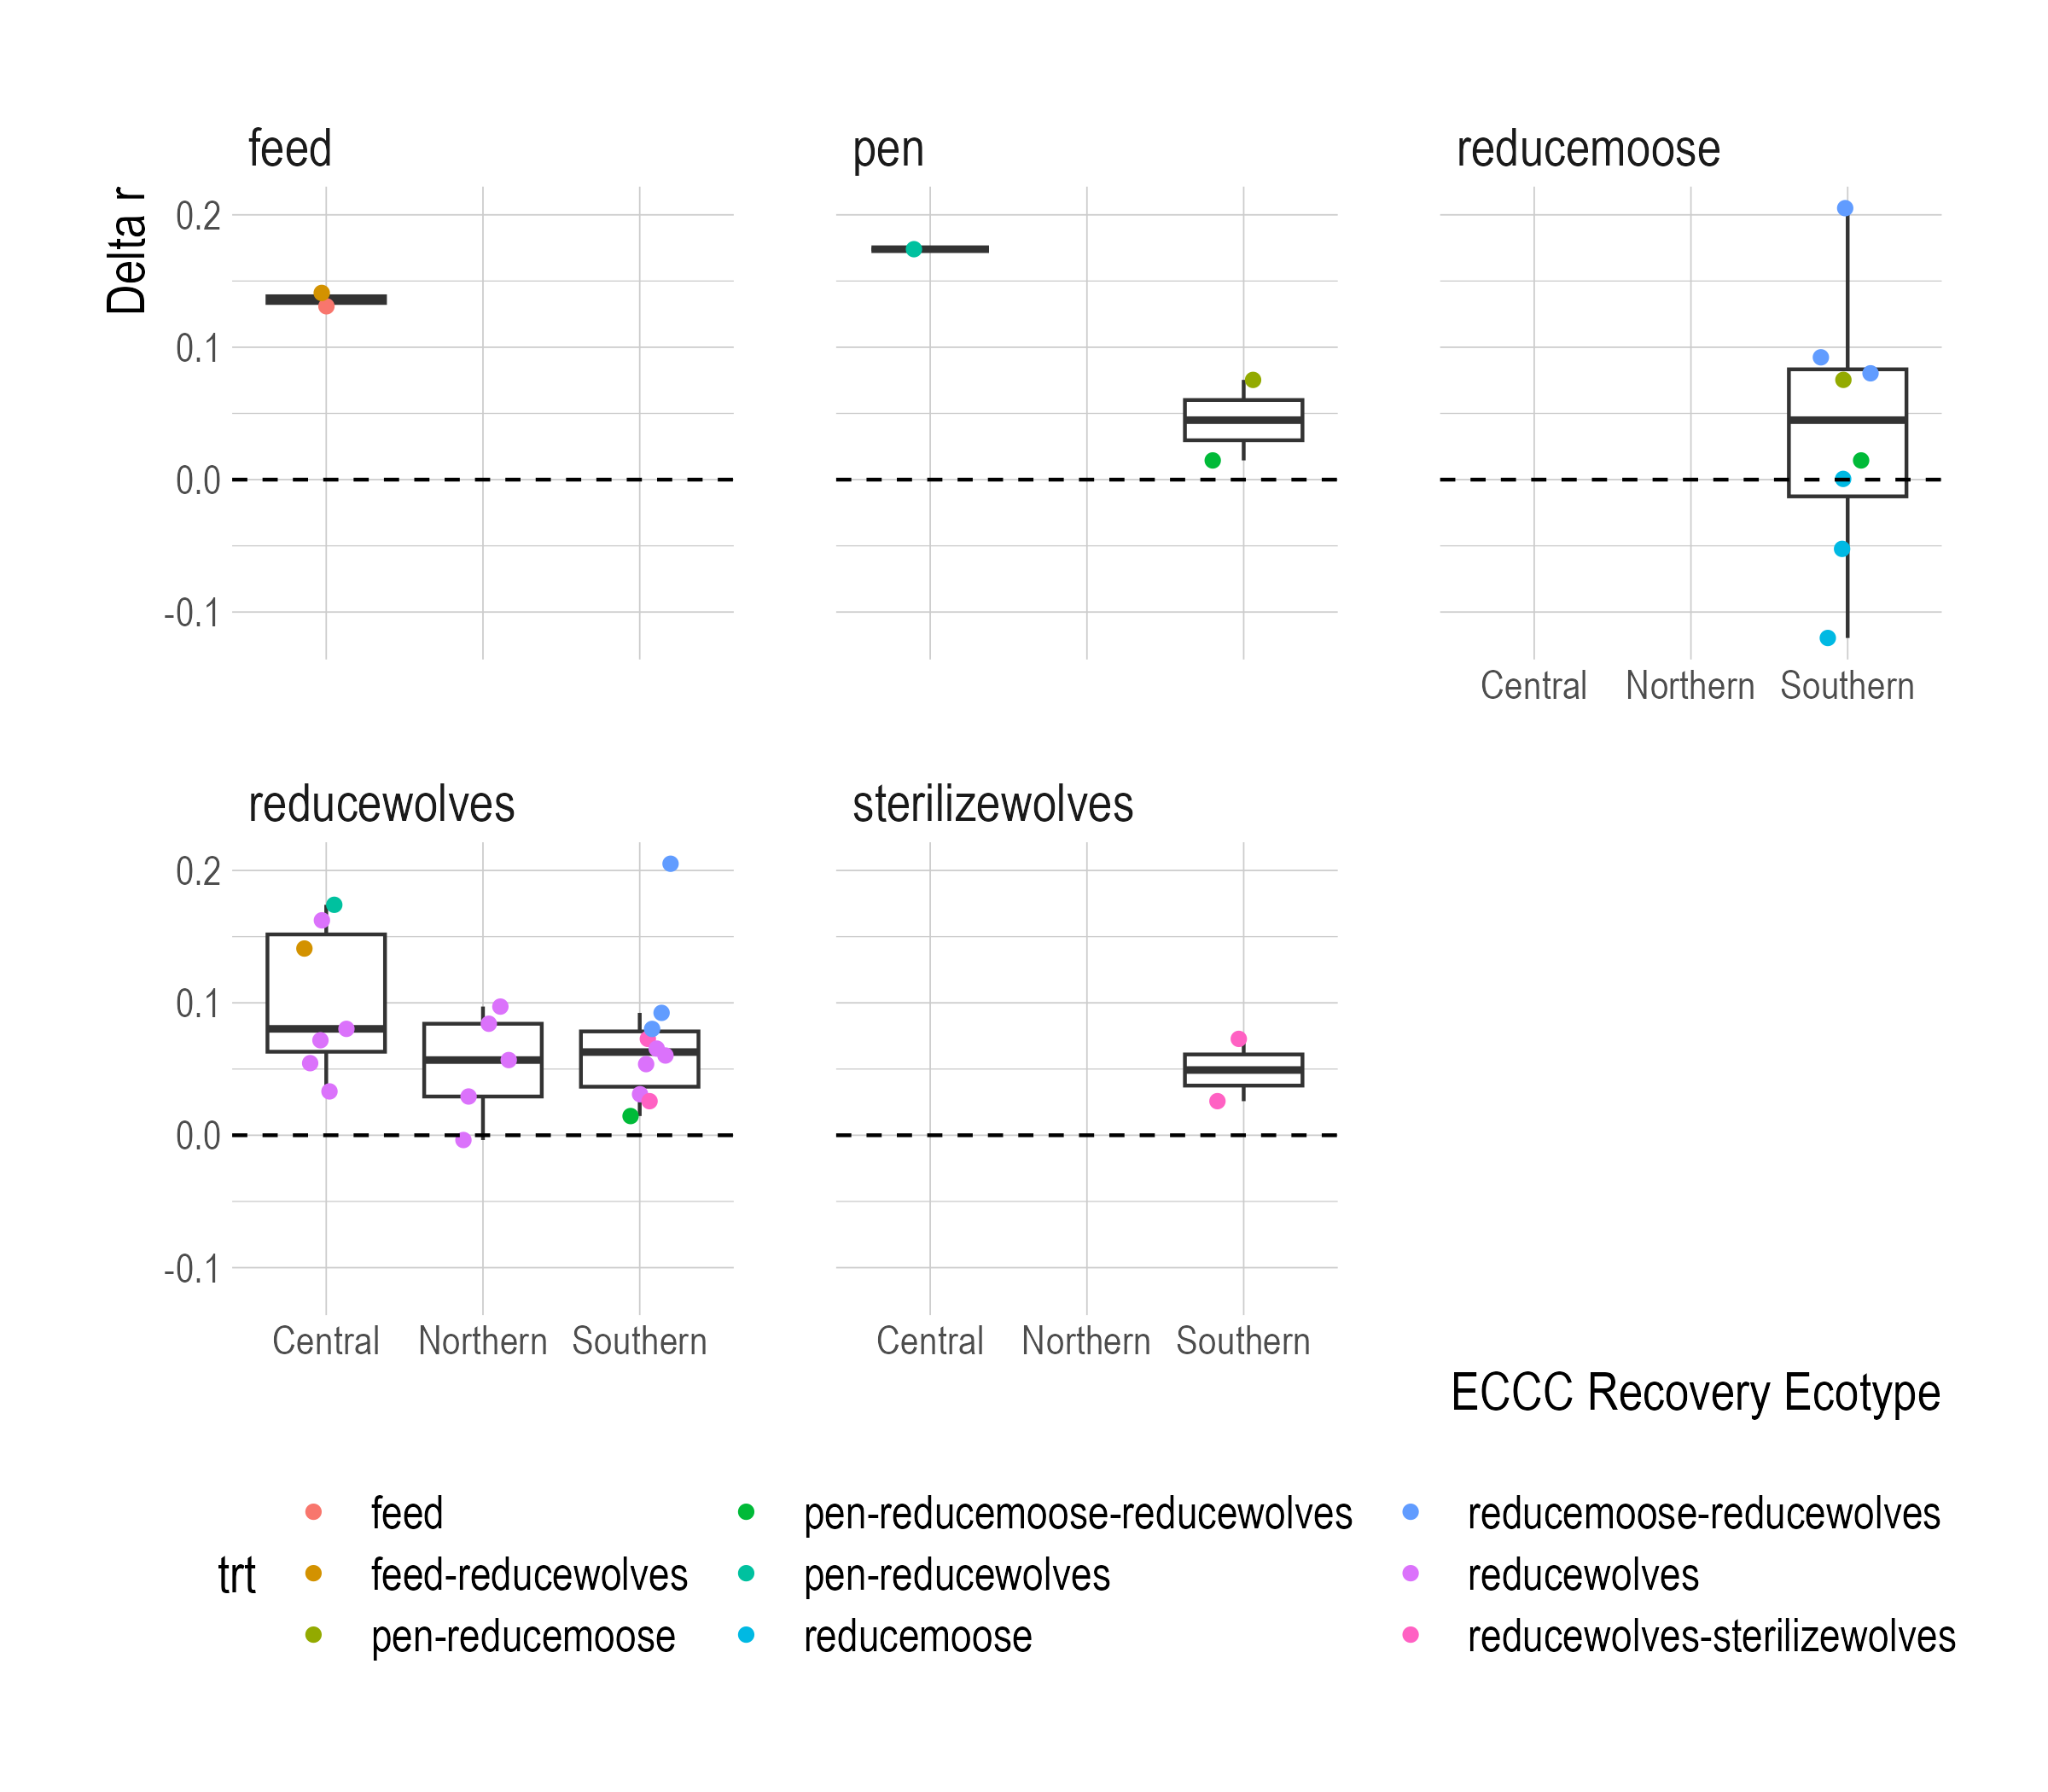 feed
pen
reducemoose
Delta r
0.2
0.1
0.0
-0.1
Central Northern Southern
reducewolves
sterilizewolves
0.2
0.1
0.0
-0.1
Central Northern Southern
Central Northern Southern
ECCC Recovery Ecotype
trt
feed
feed-reducewolves
pen-reducemoose
pen-reducemoose-reducewolves
pen-reducewolves
reducemoose
reducemoose-reducewolves
reducewolves
reducewolves-sterilizewolves